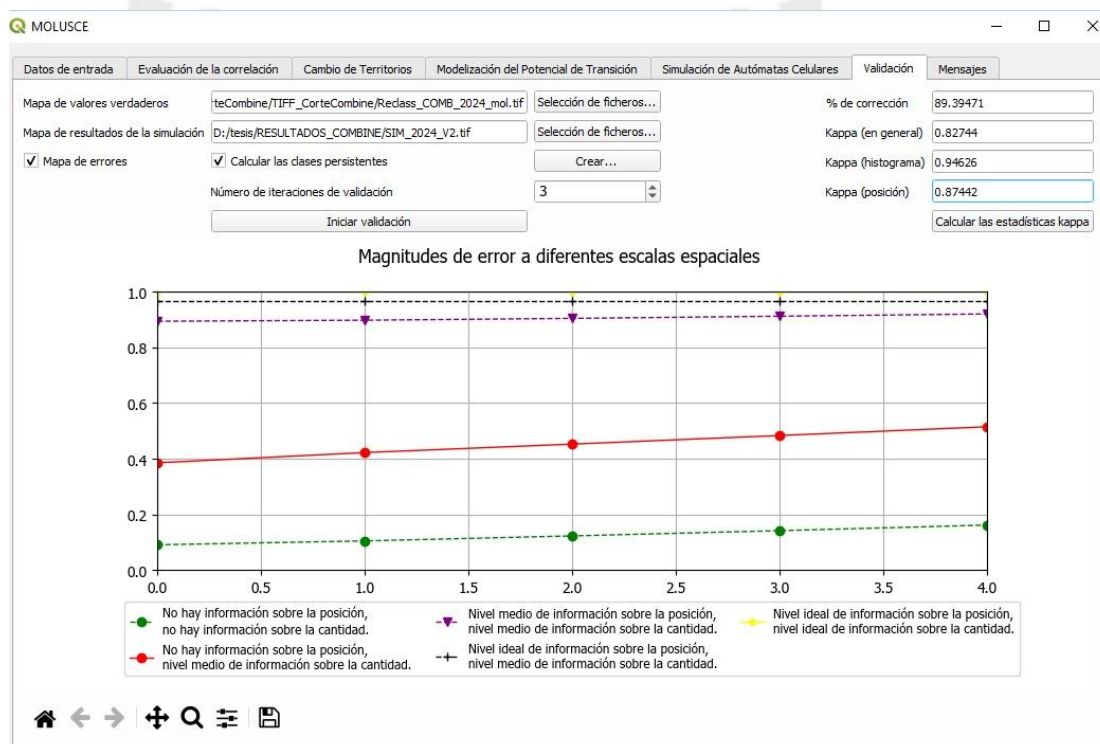 MOLUSCE
Datos de entrada Evaluación de la correlación Cambio de Territorios Modelización del Potencial de Transición Simulación de Autómatas Celulares Validación Mensajes
Mapa de valores verdaderos :teCombine/TIFF_CorteCombine/Reclass_COMB_2024_mol.tif Selección de ficheros... % de corrección 89.39471
Mapa de resultados de la simulación D:/tesis/RESULTADOS_COMBINE/SIM_2024_V2.tif Selección de ficheros... Kappa (en general) 0.82744
Mapa de errores Calcular las clases persistentes Crear... Kappa (histograma) 0.94626
Número de iteraciones de validación 3 Kappa (posición) 0.87442
Iniciar validación Calcular las estadísticas kappa
Magnitudes de error a diferentes escalas espaciales
1.0
0.8
0.6
0.4
0.2
0.0
0.0 0.5 1.0 1.5 2.0 2.5 3.0 3.5 4.0
No hay información sobre la posición,
no hay información sobre la cantidad.
No hay información sobre la posición,
nivel medio de información sobre la cantidad.
Nivel medio de información sobre la posición,
nivel medio de información sobre la cantidad.
Nivel ideal de información sobre la posición,
nivel medio de información sobre la cantidad.
Nivel ideal de información sobre la posición,
nivel ideal de información sobre la cantidad.